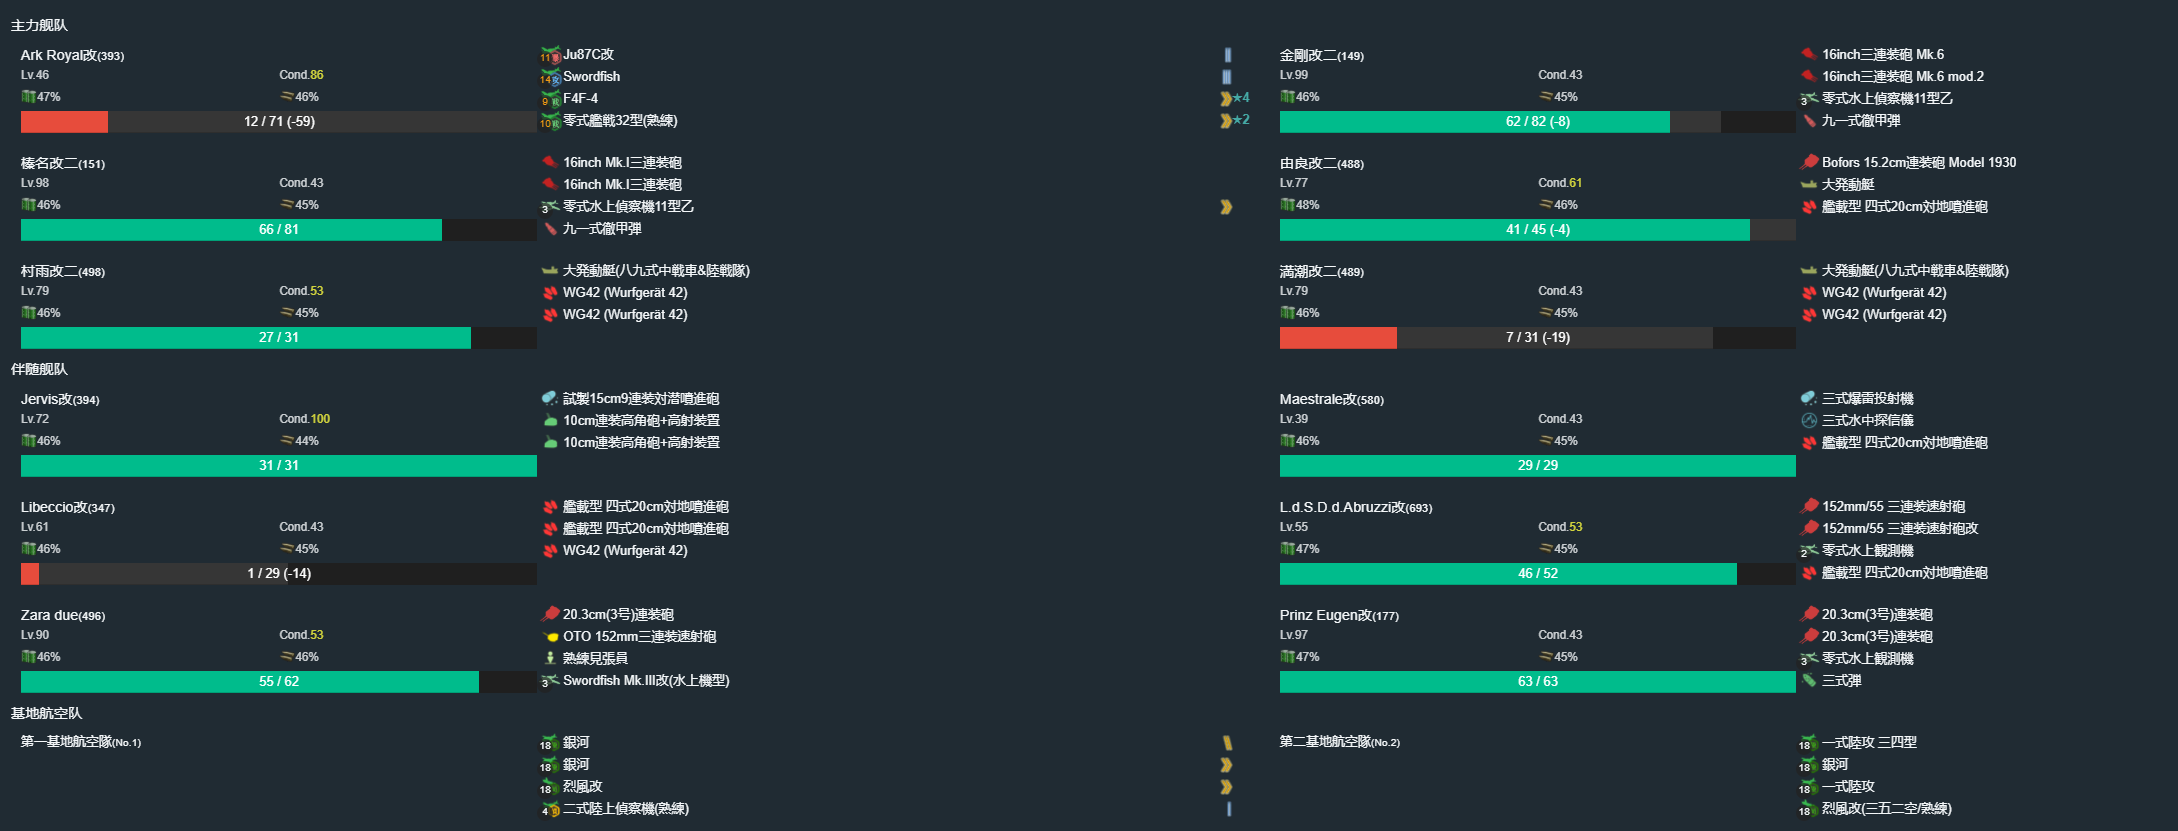 主力舰队
Ark Royal改(393)
Lv.46 Cond.86
47% 46%
12 / 71 (-59)
11 Ju87C改
14 Swordfish
9 F4F-4 ★4
10 零式艦戦32型(熟練) ★2
金剛改二(149)
Lv.99 Cond.43
46% 45%
62 / 82 (-8)
16inch三連装砲 Mk.6
16inch三連装砲 Mk.6 mod.2
3 零式水上偵察機11型乙
九一式徹甲弾
榛名改二(151)
Lv.98 Cond.43
46% 45%
66 / 81
16inch Mk.I三連装砲
16inch Mk.I三連装砲
3 零式水上偵察機11型乙
九一式徹甲弾
由良改二(488)
Lv.77 Cond.61
48% 46%
41 / 45 (-4)
Bofors 15.2cm連装砲 Model 1930
大発動艇
艦載型 四式20cm対地噴進砲
村雨改二(498)
Lv.79 Cond.53
46% 45%
27 / 31
大発動艇(八九式中戦車&陸戦隊)
WG42 (Wurfgerät 42)
WG42 (Wurfgerät 42)
満潮改二(489)
Lv.79 Cond.43
46% 45%
7 / 31 (-19)
大発動艇(八九式中戦車&陸戦隊)
WG42 (Wurfgerät 42)
WG42 (Wurfgerät 42)
伴随舰队
Jervis改(394)
Lv.72 Cond.100
46% 44%
31 / 31
試製15cm9連装対潜噴進砲
10cm連装高角砲+高射装置
10cm連装高角砲+高射装置
Maestrale改(580)
Lv.39 Cond.43
46% 45%
29 / 29
三式爆雷投射機
三式水中探信儀
艦載型 四式20cm対地噴進砲
Libeccio改(347)
Lv.61 Cond.43
46% 45%
1 / 29 (-14)
艦載型 四式20cm対地噴進砲
艦載型 四式20cm対地噴進砲
WG42 (Wurfgerät 42)
L.d.S.D.d.Abruzzi改(693)
Lv.55 Cond.53
47% 45%
46 / 52
152mm/55 三連装速射砲
152mm/55 三連装速射砲改
2 零式水上観測機
艦載型 四式20cm対地噴進砲
Zara due(496)
Lv.90 Cond.53
46% 46%
55 / 62
20.3cm(3号)連装砲
OTO 152mm三連装速射砲
熟練見張員
3 Swordfish Mk.III改(水上機型)
Prinz Eugen改(177)
Lv.97 Cond.43
47% 45%
63 / 63
20.3cm(3号)連装砲
20.3cm(3号)連装砲
3 零式水上観測機
三式弾
基地航空队
第一基地航空隊(No.1)
18 銀河
18 銀河
18 烈風改
4 二式陸上偵察機(熟練)
第二基地航空隊(No.2)
18 一式陸攻 三四型
18 銀河
18 一式陸攻
18 烈風改(三五二空/熟練)